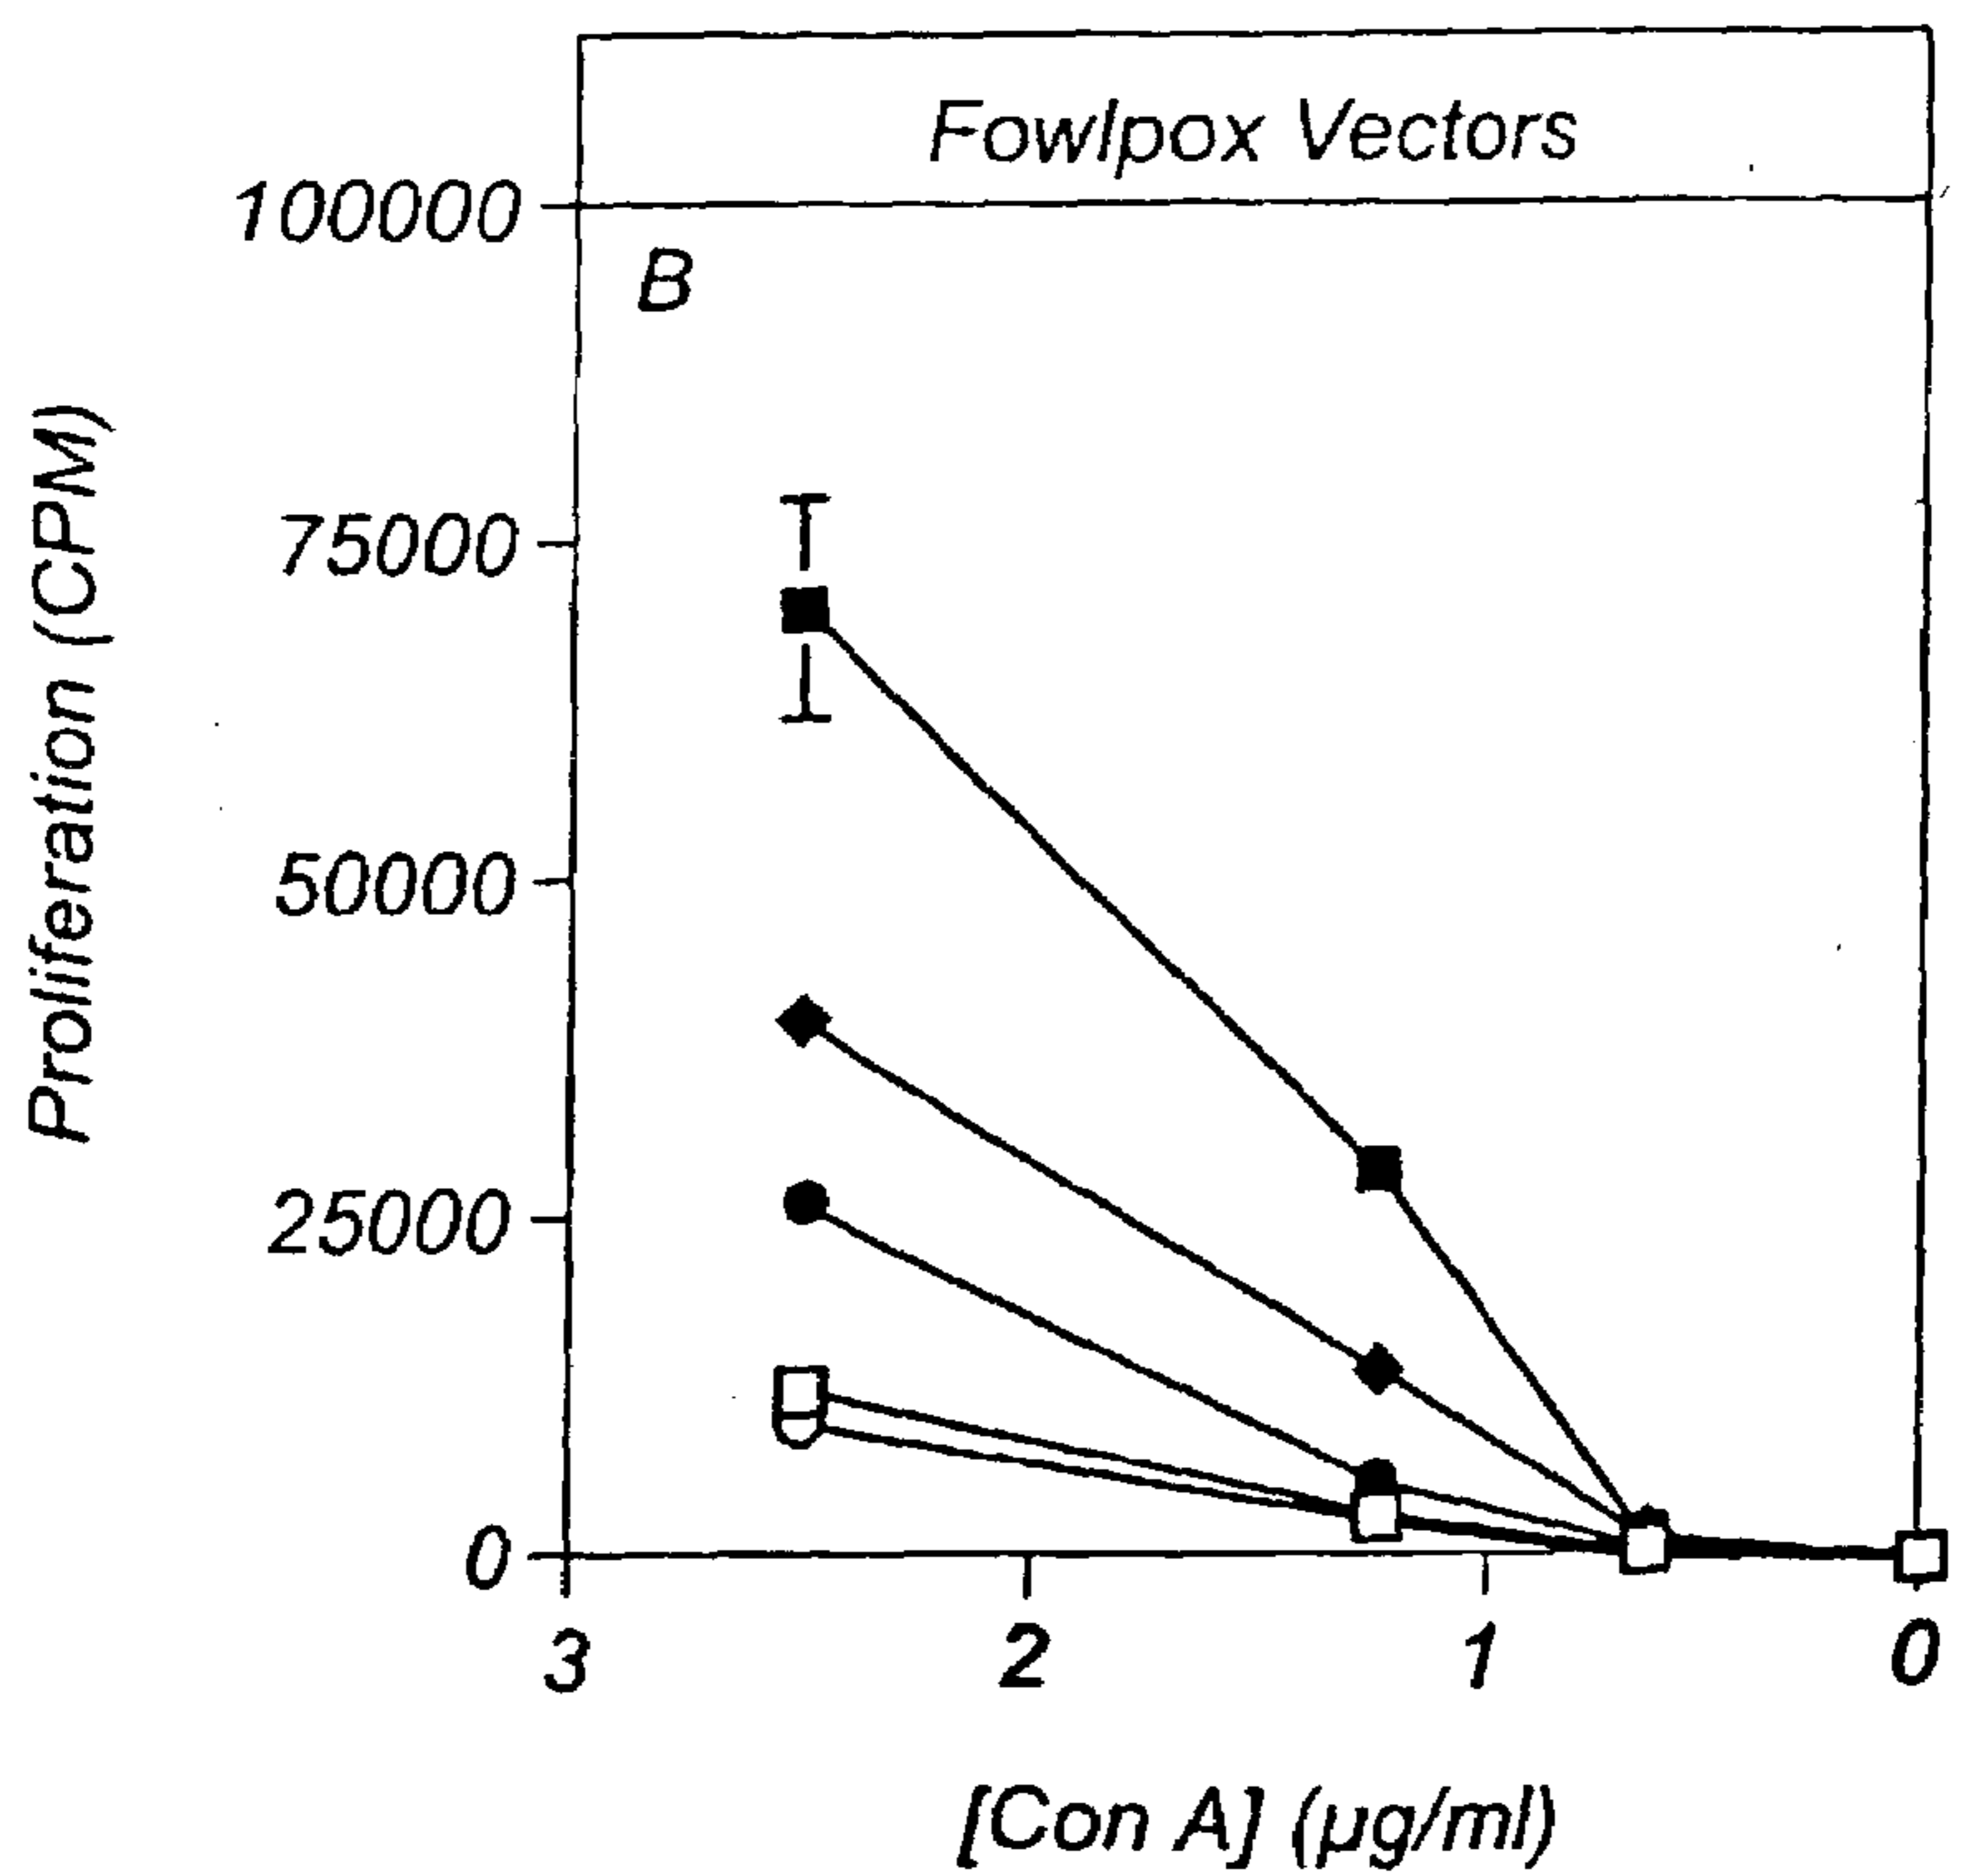 Fowlpox Vectors
B
Proliferation (CPM)
100000
75000
50000
25000
0
3 2 1 0
[Con A] (µg/ml)